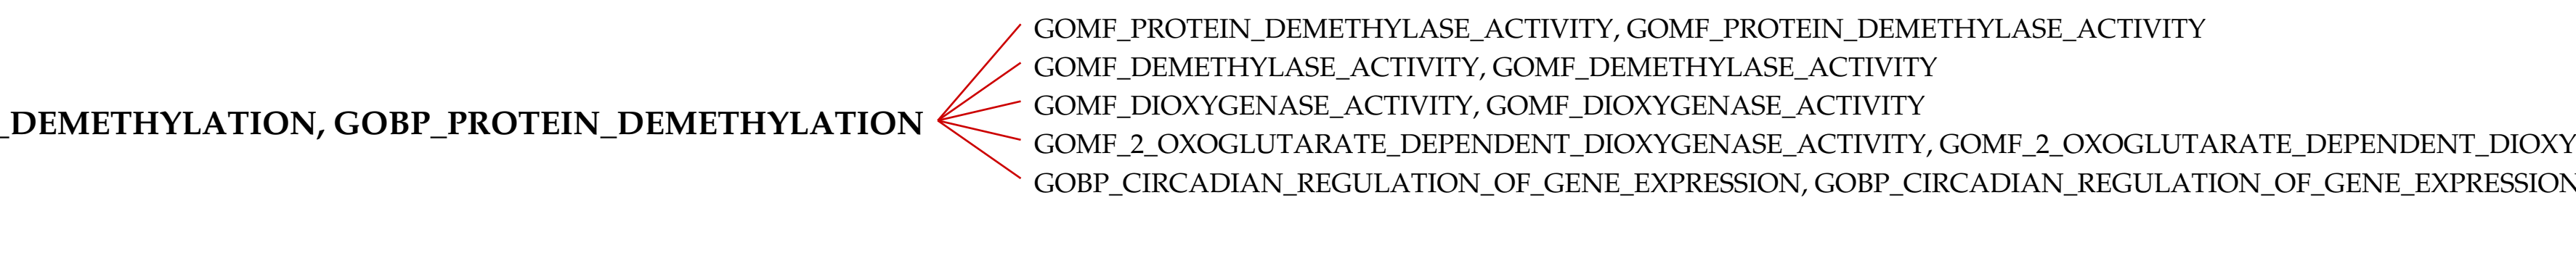 GOMF_PROTEIN_DEMETHYLASE_ACTIVITY, GOMF_PROTEIN_DEMETHYLASE_ACTIVITY
GOMF_DEMETHYLASE_ACTIVITY, GOMF_DEMETHYLASE_ACTIVITY
GOMF_DIOXYGENASE_ACTIVITY, GOMF_DIOXYGENASE_ACTIVITY
_DEMETHYLATION, GOBP_PROTEIN_DEMETHYLATION
GOMF_2_OXOGLUTARATE_DEPENDENT_DIOXYGENASE_ACTIVITY, GOMF_2_OXOGLUTARATE_DEPENDENT_DIOXY
GOBP_CIRCADIAN_REGULATION_OF_GENE_EXPRESSION, GOBP_CIRCADIAN_REGULATION_OF_GENE_EXPRESSION